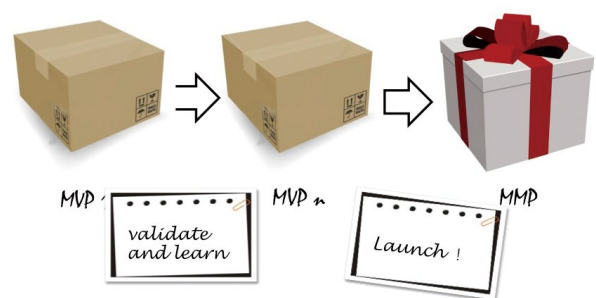 MVP
MVP n
MMP
validate
and learn
Launch !